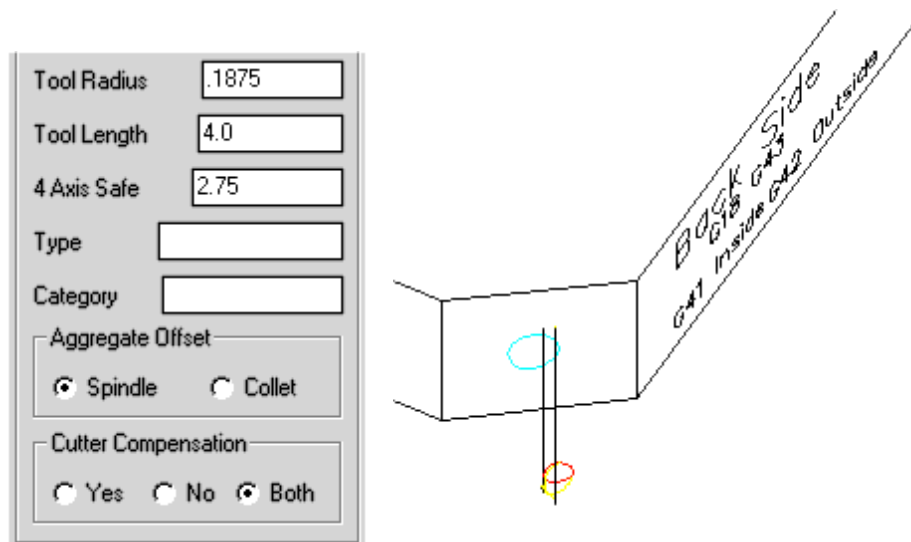 Tool Radius .1875
Tool Length 4.0
4 Axis Safe 2.75
Type
Category
Aggregate Offset
Spindle Collet
Cutter Compensation
Yes No Both
Back Side
G18 G43
G41 Inside G42 Outside